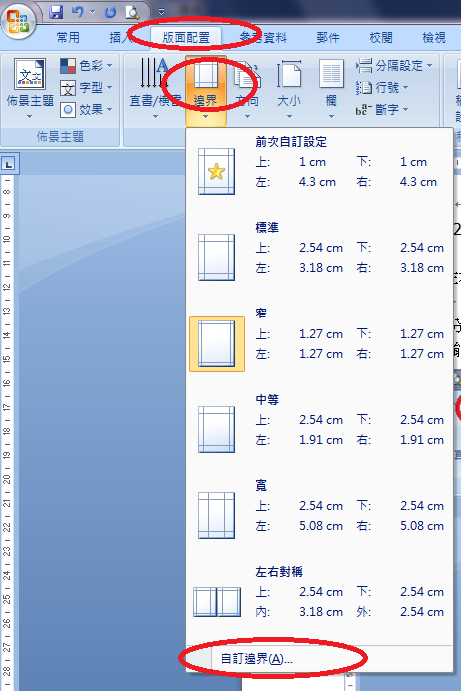 常用 插入 版面配置 參考資料 郵件 校閱 檢視
佈景主題 色彩 字型 效果 直書/橫書 邊界 方向 大小 欄 分隔設定 行號 斷字
佈景主題
前次自訂設定
上: 1 cm 下: 1 cm
左: 4.3 cm 右: 4.3 cm
標準
上: 2.54 cm 下: 2.54 cm
左: 3.18 cm 右: 3.18 cm
窄
上: 1.27 cm 下: 1.27 cm
左: 1.27 cm 右: 1.27 cm
中等
上: 2.54 cm 下: 2.54 cm
左: 1.91 cm 右: 1.91 cm
寬
上: 2.54 cm 下: 2.54 cm
左: 5.08 cm 右: 5.08 cm
左右對稱
上: 2.54 cm 下: 2.54 cm
內: 3.18 cm 外: 2.54 cm
自訂邊界(A)...